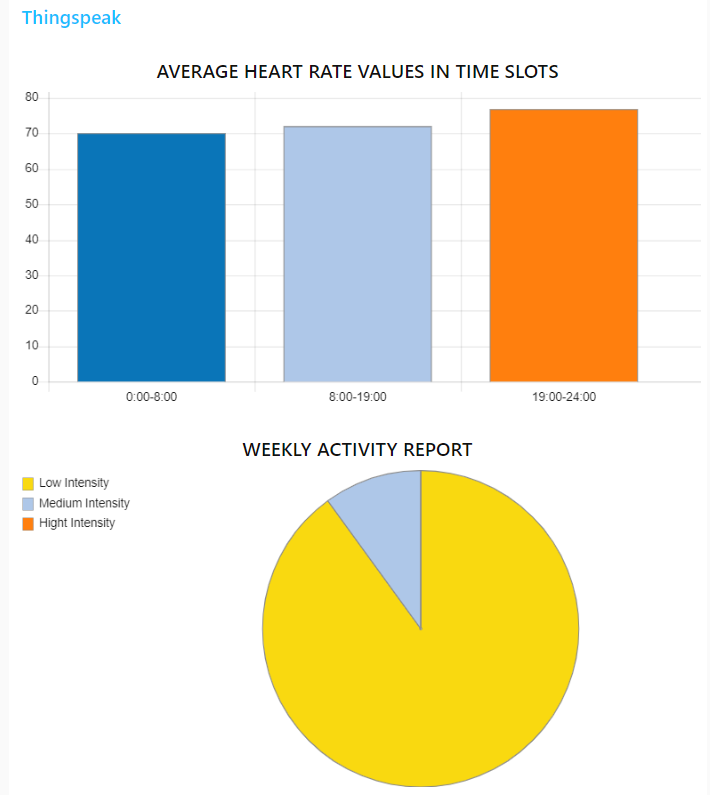 Thingspeak
AVERAGE HEART RATE VALUES IN TIME SLOTS
80
70
60
50
40
30
20
10
0
0:00-8:00 8:00-19:00 19:00-24:00
WEEKLY ACTIVITY REPORT
Low Intensity
Medium Intensity
Hight Intensity